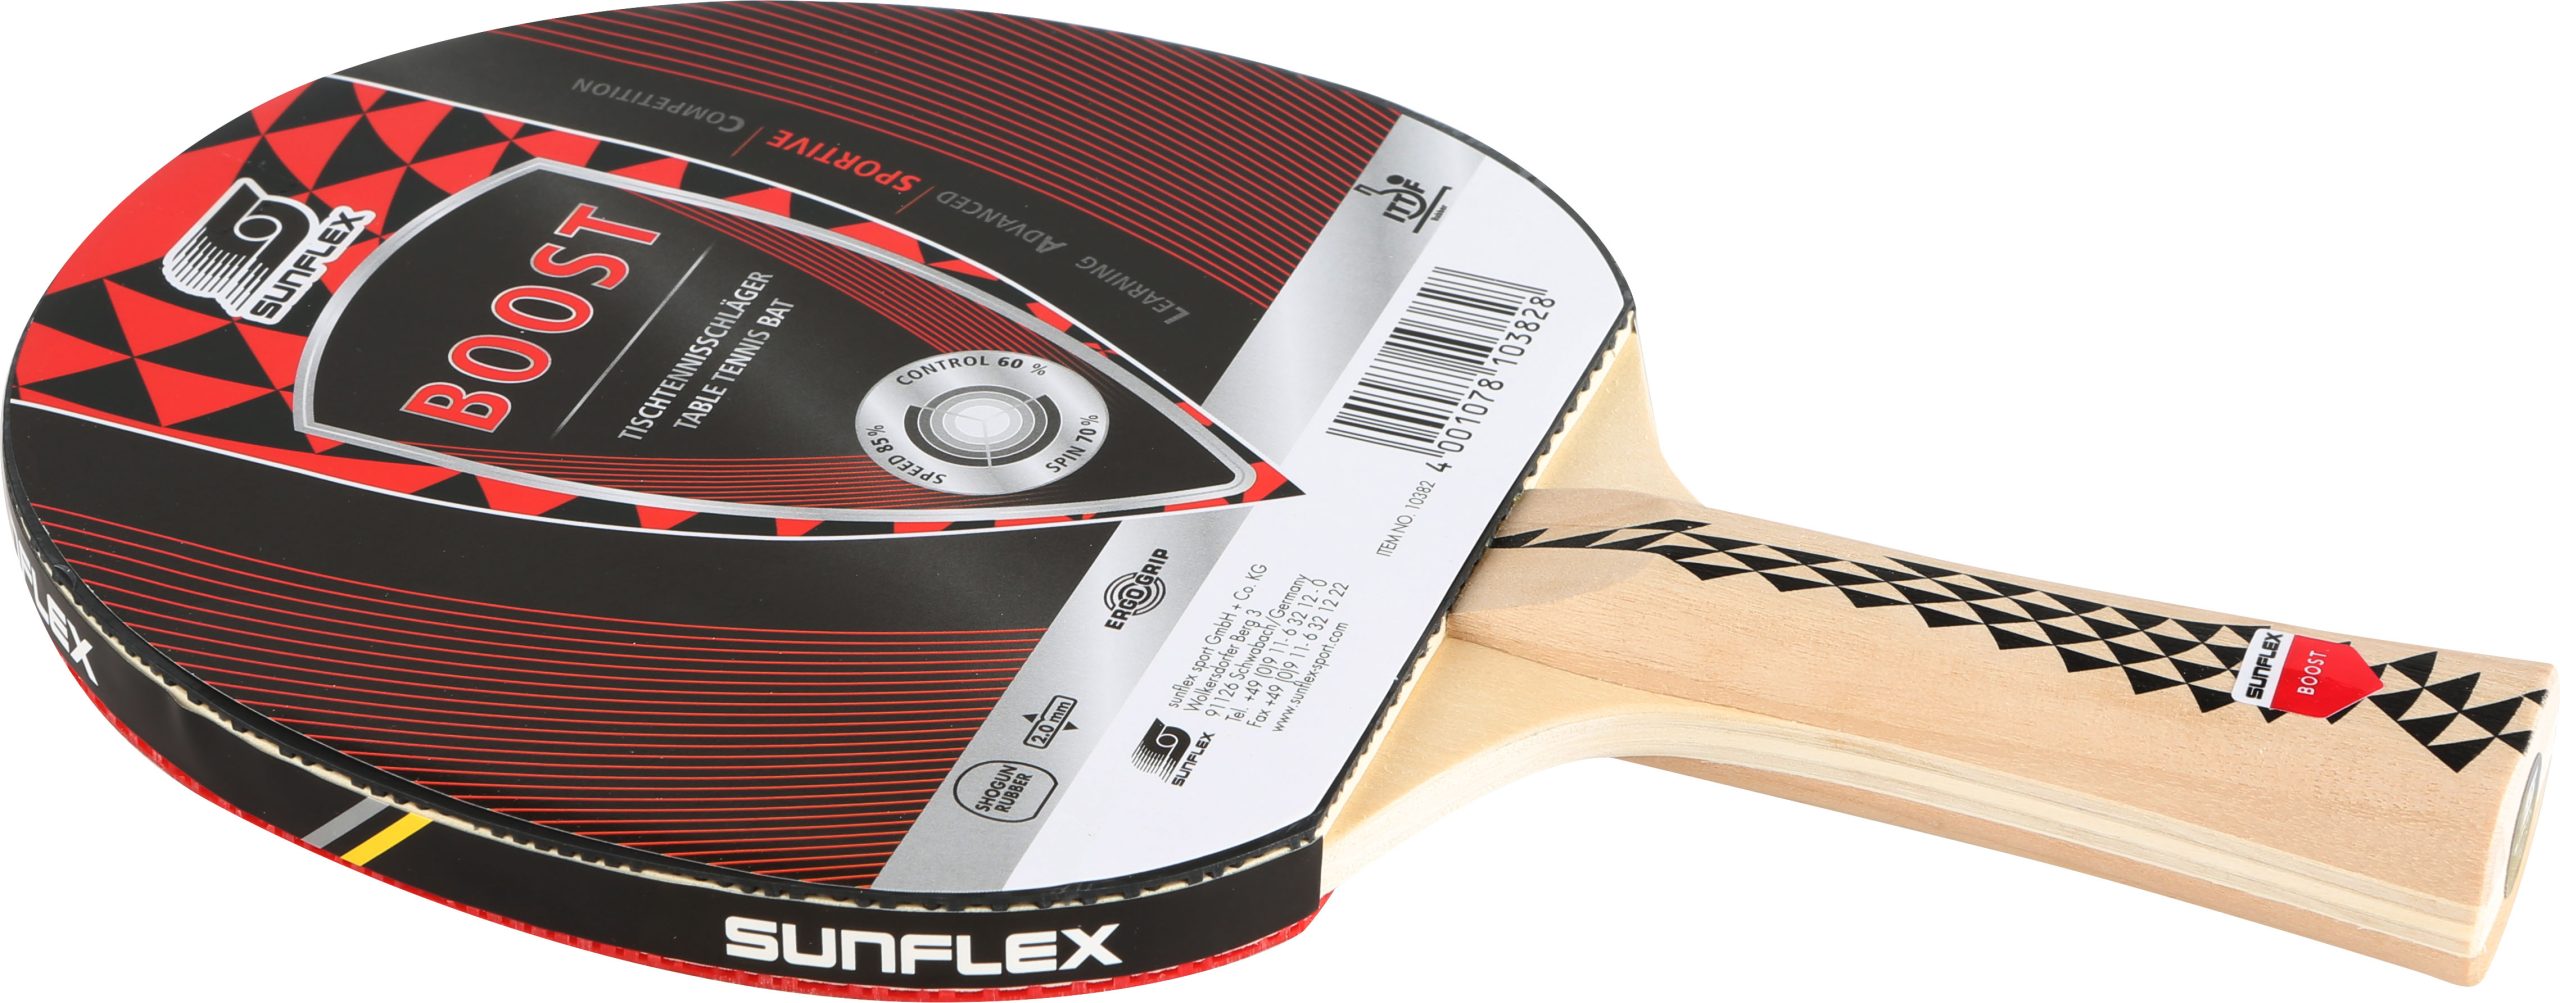 LEARNING ADVANCED | SPORTIVE | COMPETITION
SUNFLEX
BOOST
TISCHTENNISSCHLÄGER
TABLE TENNIS BAT
CONTROL 60 %
SPEED 85%
SPIN 70%
ITTF
Rubber
4 001078 103828
ITEM NO. 10382
ERGOGRIP
2.0 mm
SHOGUN
RUBBER
sunflex sport GmbH + Co. KG
Wolkersdorfer Berg 3
91126 Schwabach/Germany
Tel. +49 (0)9 11- 6 32 12 - 0
Fax +49 (0)9 11- 6 32 12 22
www.sunflex-sport.com
SUNFLEX
SUNFLEX
BOOST
FLEX
SUNFLEX